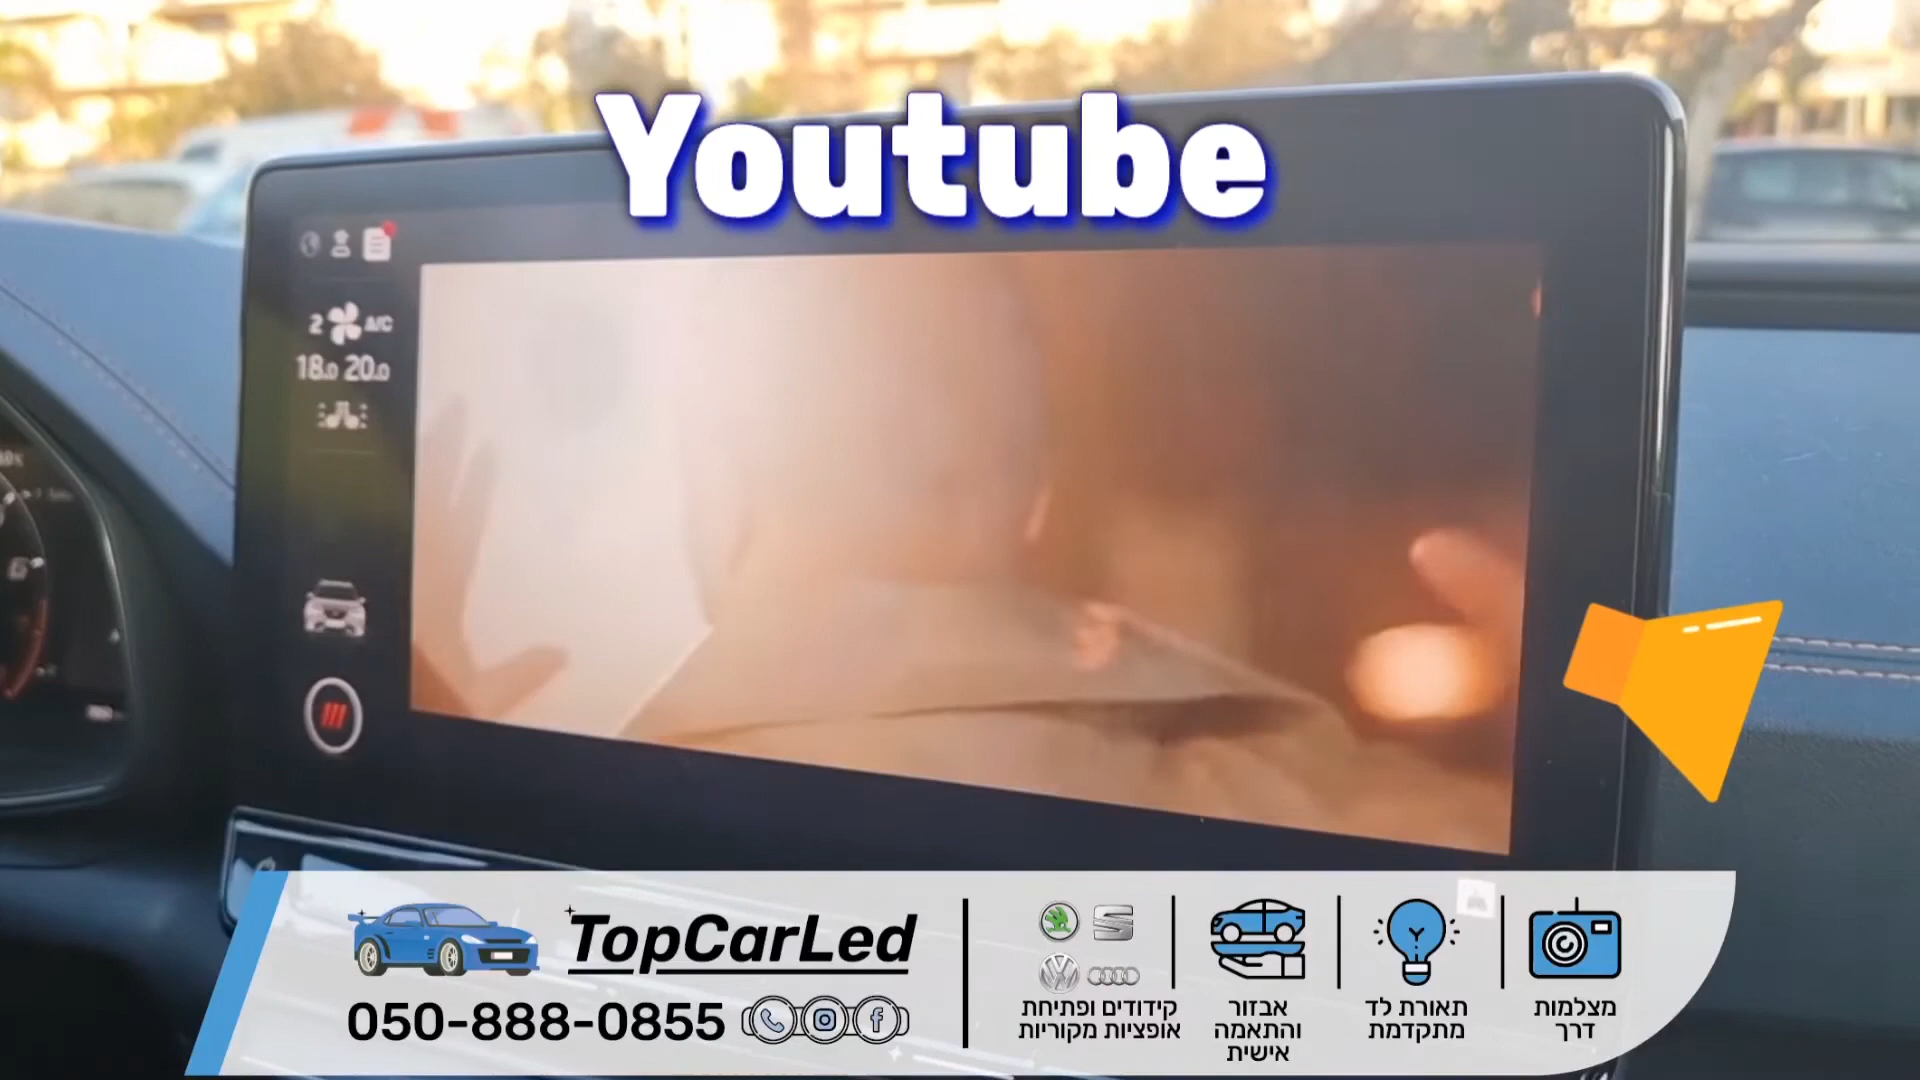 Youtube
2 A/C
18.0 20.0
TopCarLed
050-888-0855
קידודים ופתיחת
אופציות מקוריות
אבזור
והתאמה
אישית
תאורת לד
מתקדמת
מצלמות
דרך